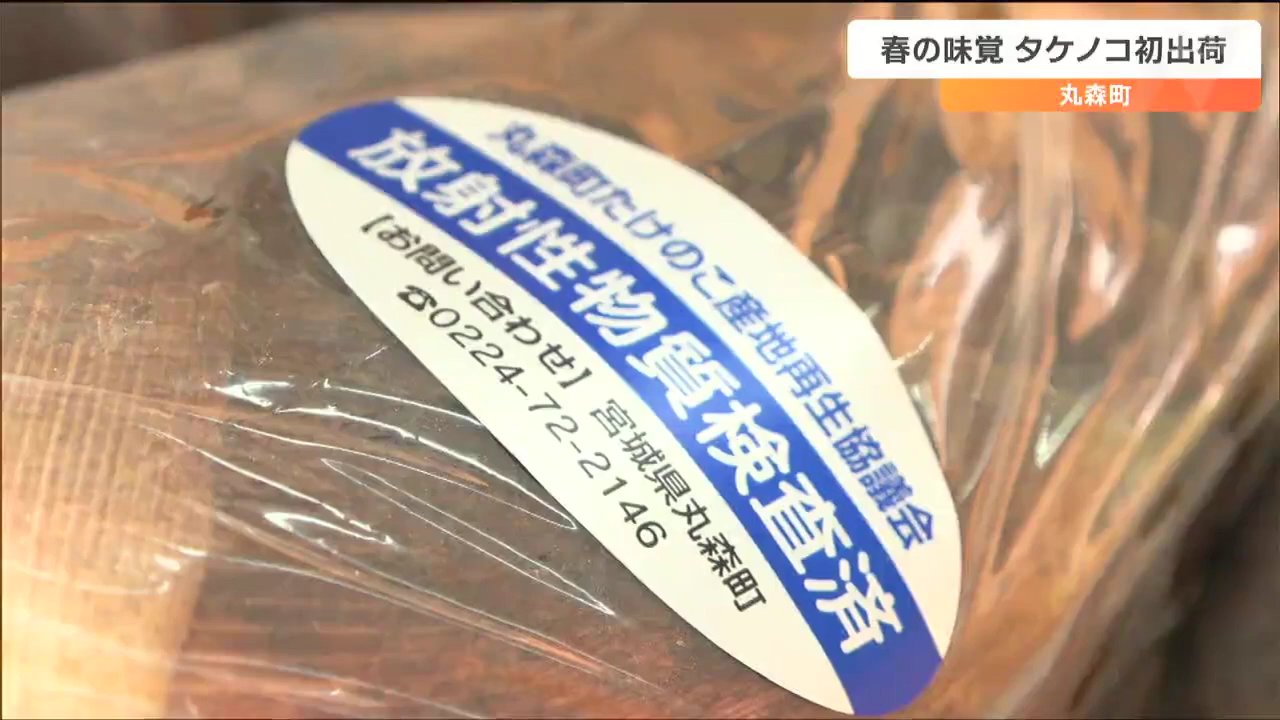 春の味覚 タケノコ初出荷
丸森町
丸森町たけのこ産地再生協議会
放射性物質検査済
【お問い合わせ】宮城県丸森町
☎0224-72-2146